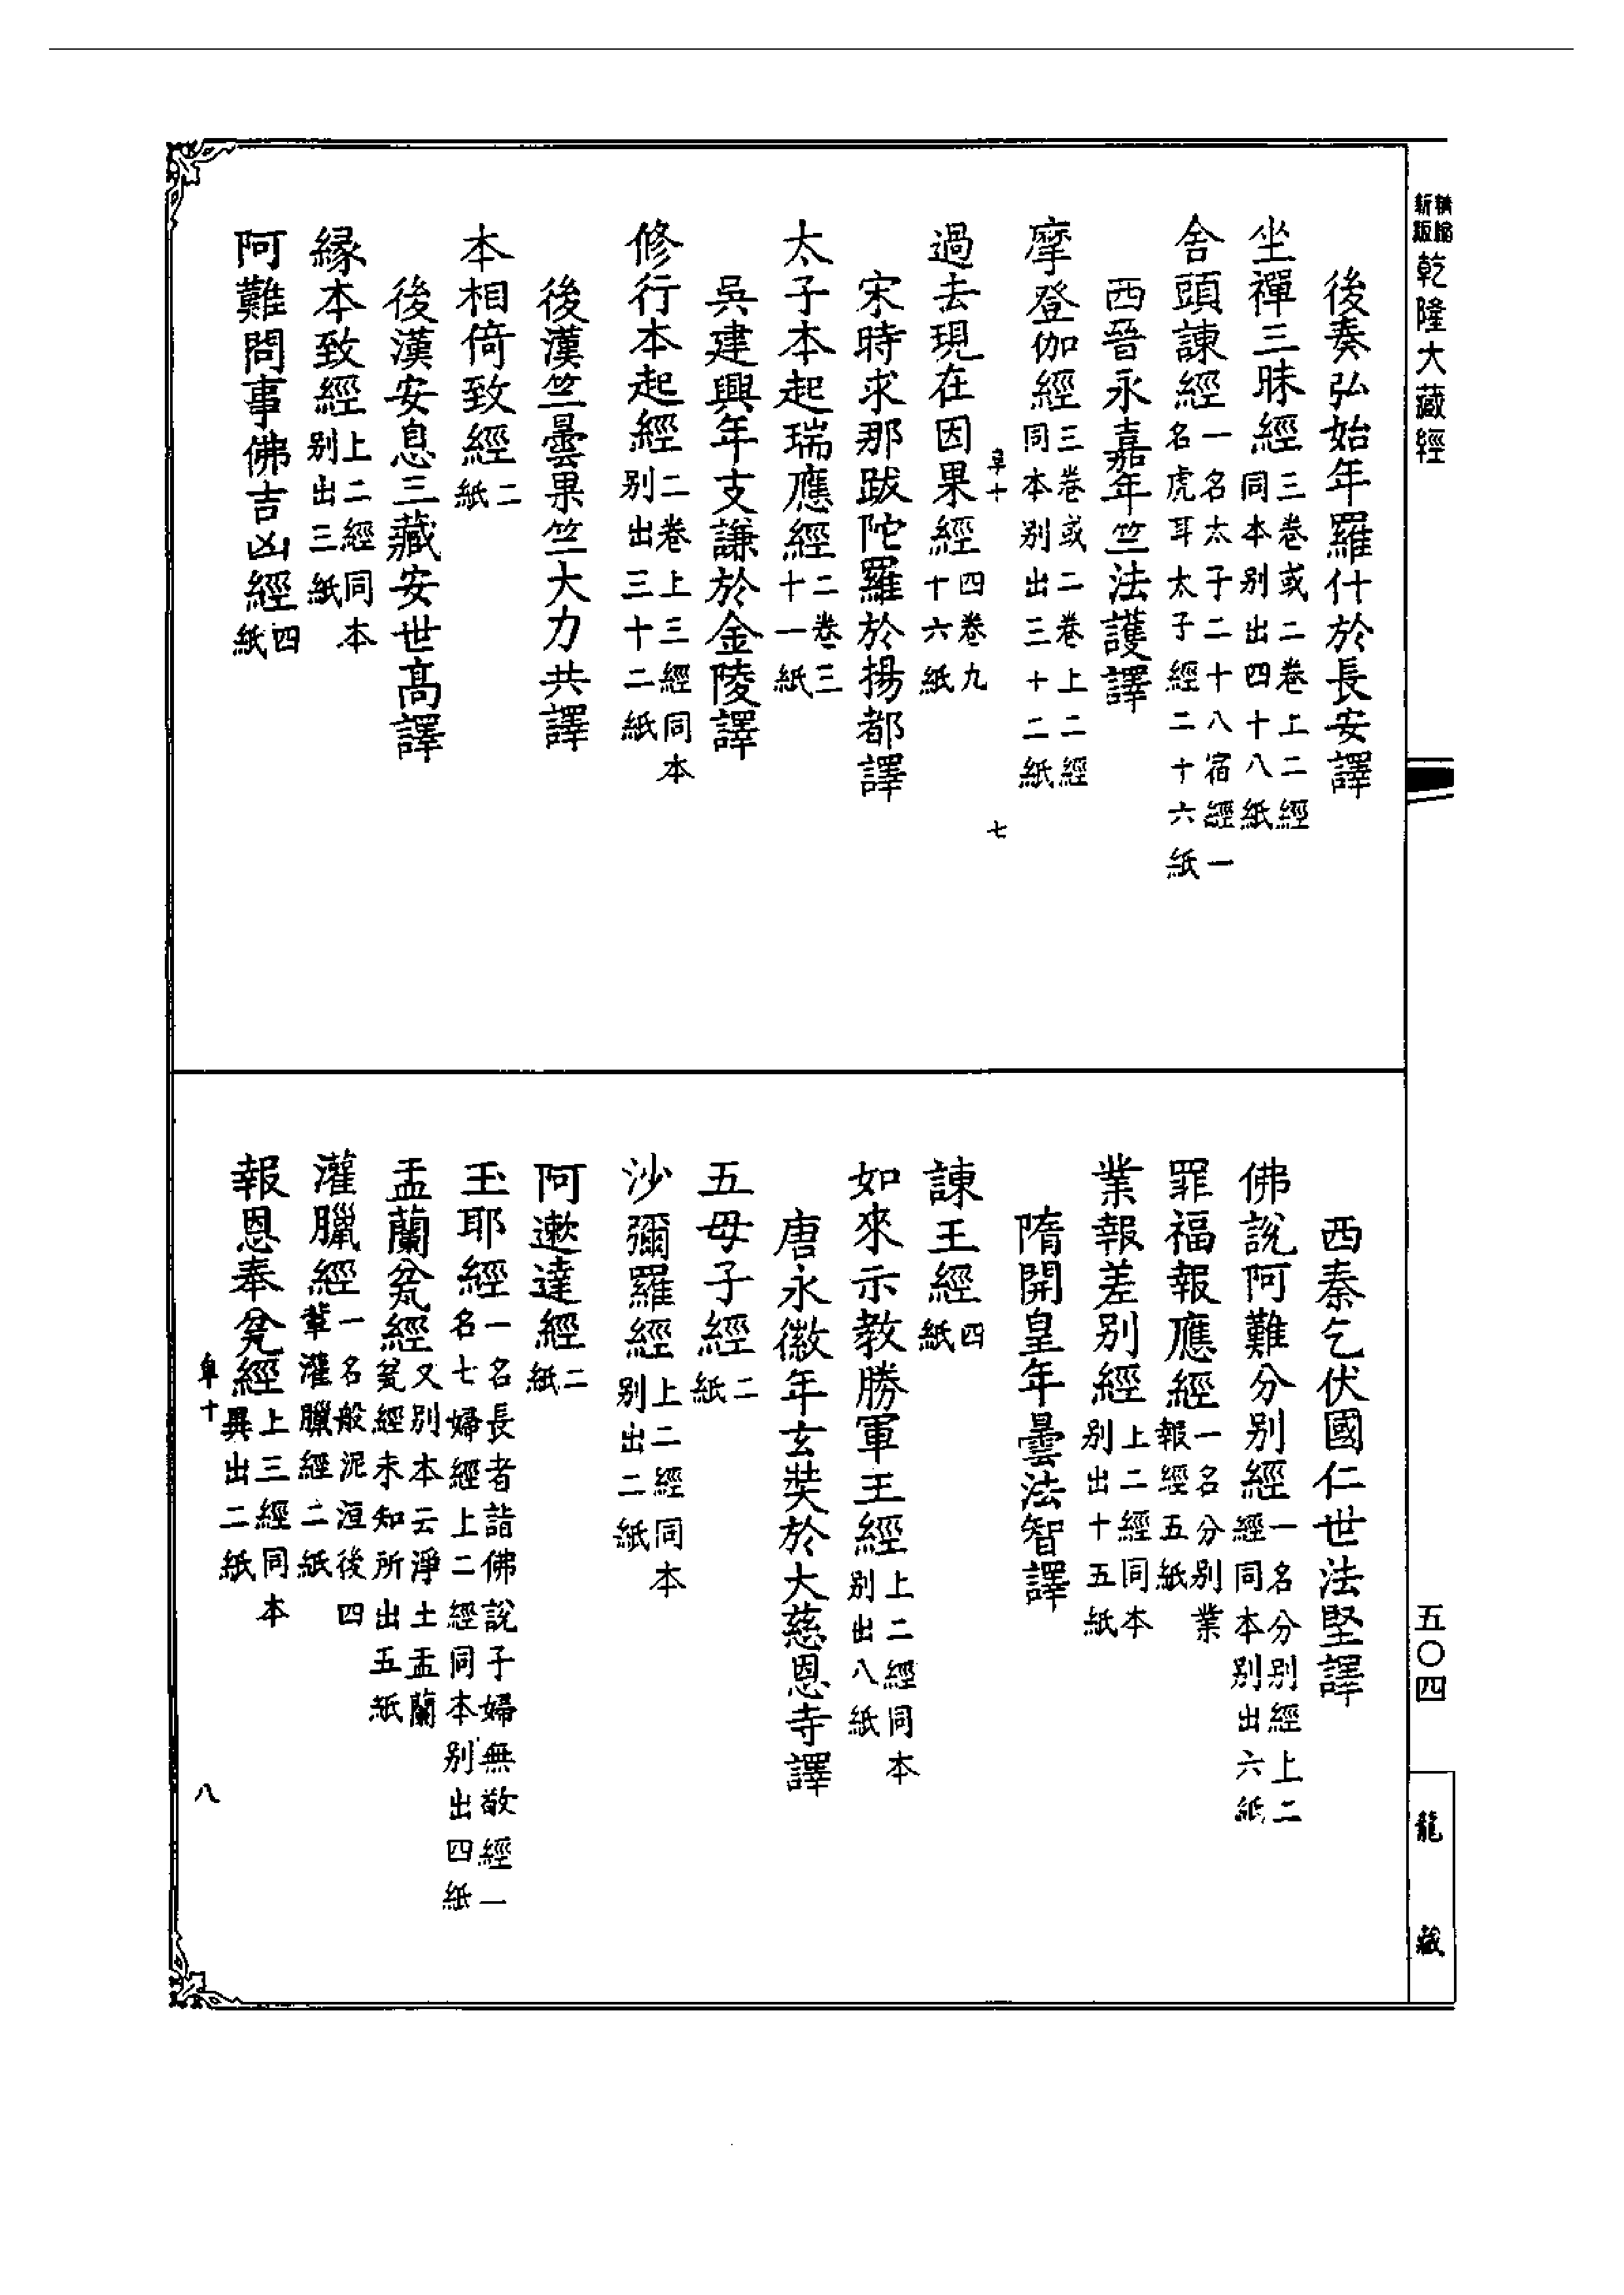 精縮
新版
乾隆大藏經
五〇四
龍藏
後秦弘始年羅什於長安譯
坐禪三昧經三卷或二卷上二經同本別出四十八紙
舍頭諫經一名太子二十八宿經一名虎耳太子經二十六紙
西晉永嘉年竺法護譯
摩登伽經三卷或二卷上二經同本別出三十二紙
阜十 七
過去現在因果經四卷九十六紙
宋時求那跋陀羅於揚都譯
太子本起瑞應經二卷三十一紙
吳建興年支謙於金陵譯
修行本起經二卷上三經同本別出三十二紙
後漢竺曇果竺大力共譯
本相倚致經二紙
後漢安息三藏安世高譯
緣本致經上二經同本別出三紙
阿難問事佛吉凶經四紙
西秦乞伏國仁世法堅譯
佛說阿難分別經一名分別經上二經同本別出六紙
罪福報應經一名分別業報經五紙
業報差別經上二經同本別出十五紙
隋開皇年曇法智譯
諫王經四紙
如來示教勝軍王經上二經同本別出八紙
唐永徽年玄奘於大慈恩寺譯
五母子經二紙
沙彌羅經上二經同本別出二紙
阿遬達經二紙
玉耶經一名長者詣佛說子婦無敬經一名七婦經上二經同本別出四紙
盂蘭盆經又別本云淨土盂蘭盆經未知所出五紙
灌臘經一名般泥洹後四輩灌臘經二紙
報恩奉盆經上三經同本異出二紙
阜十 八